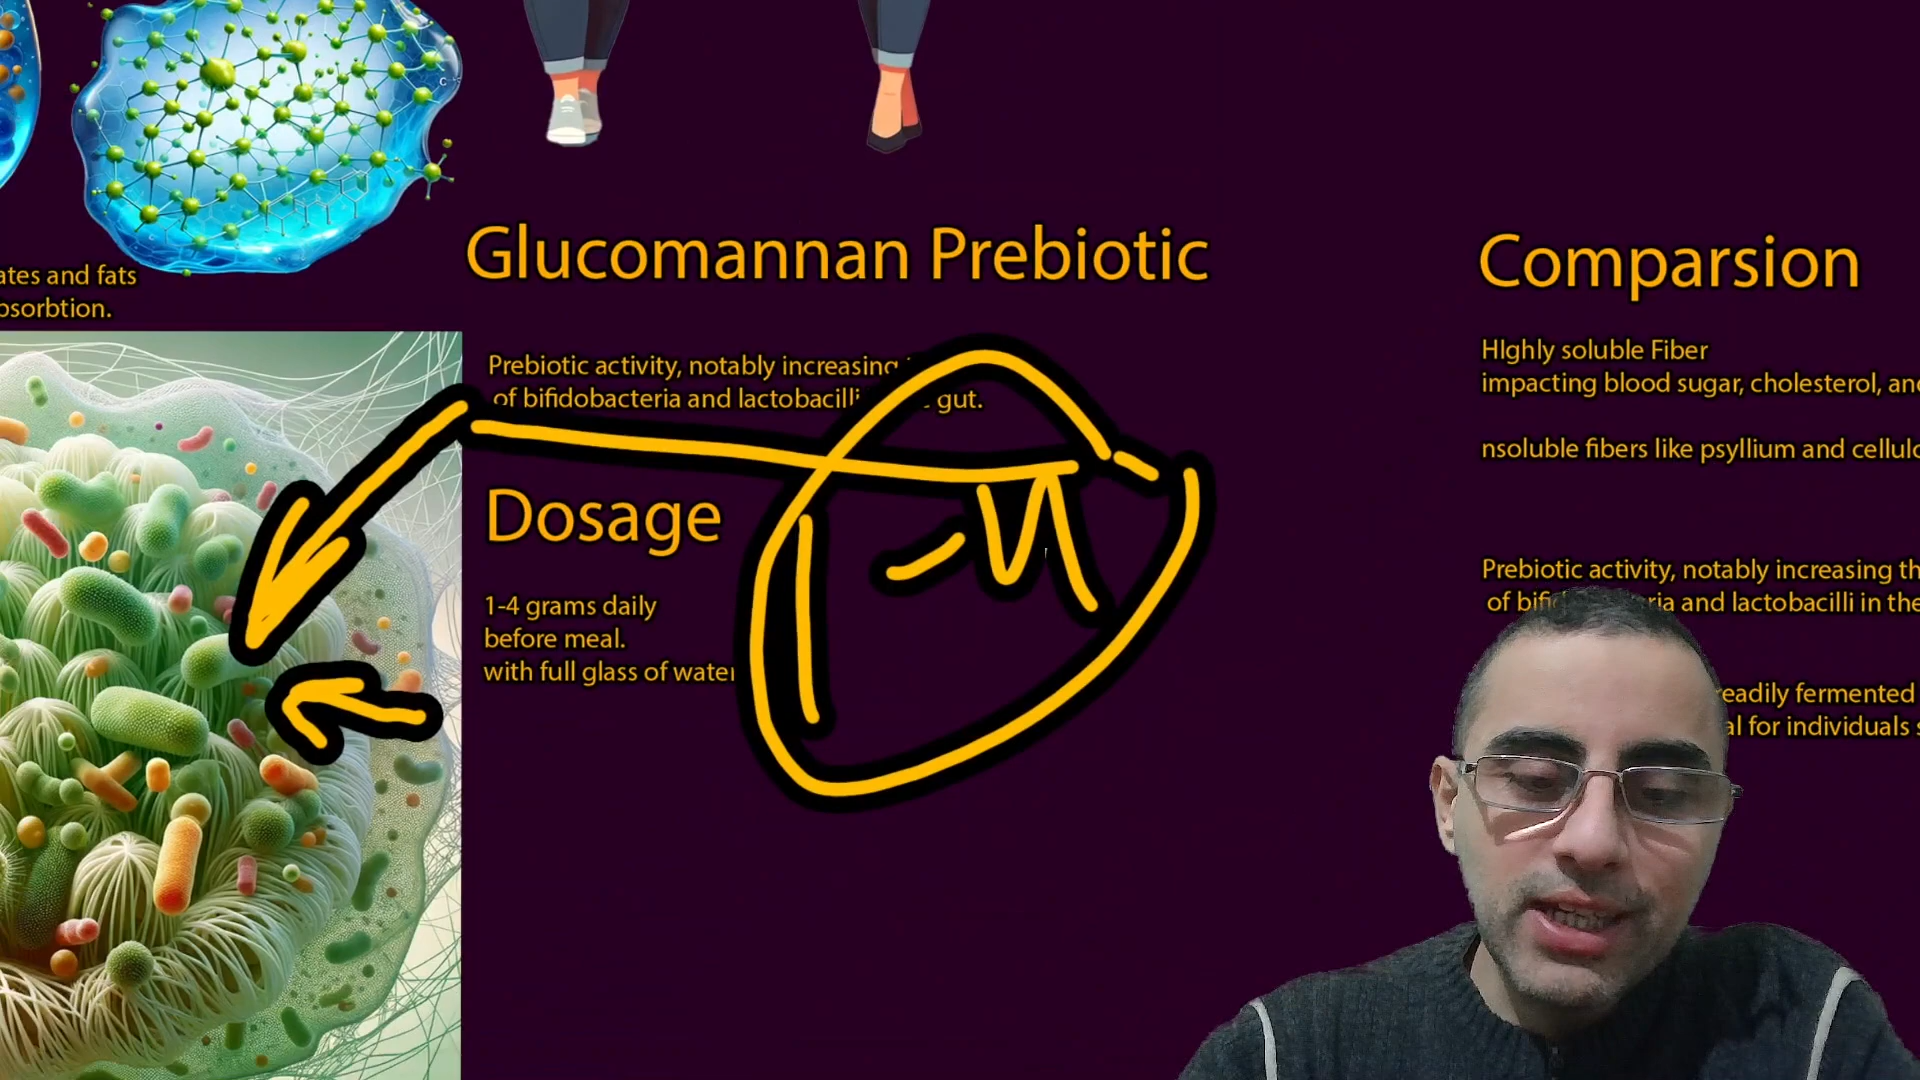 ates and fats
bsorbtion.
Glucomannan Prebiotic
Prebiotic activity, notably increasing
of bifidobacteria and lactobacilli gut.
Dosage
1-4 grams daily
before meal.
with full glass of water
Comparsion
HIghly soluble Fiber
impacting blood sugar, cholesterol, and
nsoluble fibers like psyllium and cellulo
Prebiotic activity, notably increasing th
of bifi ria and lactobacilli in the
readily fermented
al for individuals s